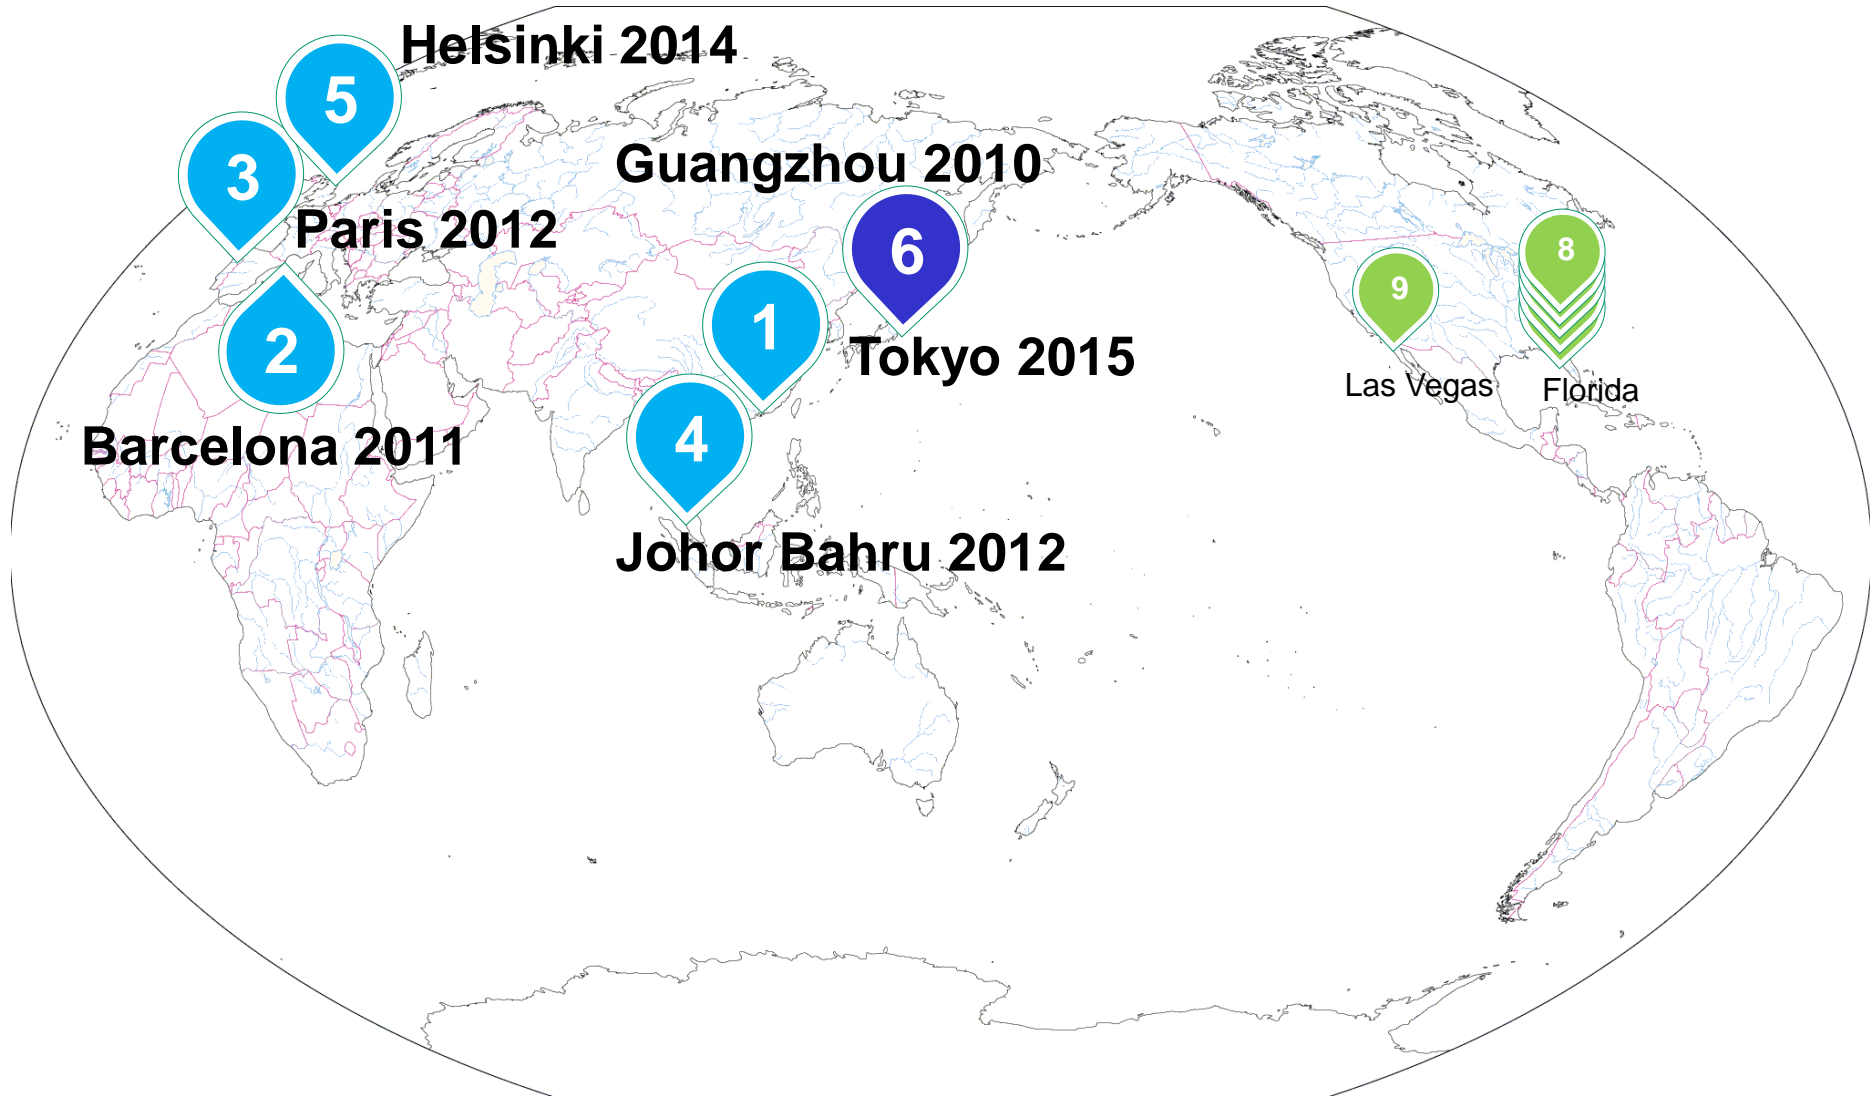 Helsinki 2014
5
3
Guangzhou 2010
Paris 2012
6
8
9
1
2
Tokyo 2015
Las Vegas
Florida
4
Barcelona 2011
Johor Bahru 2012